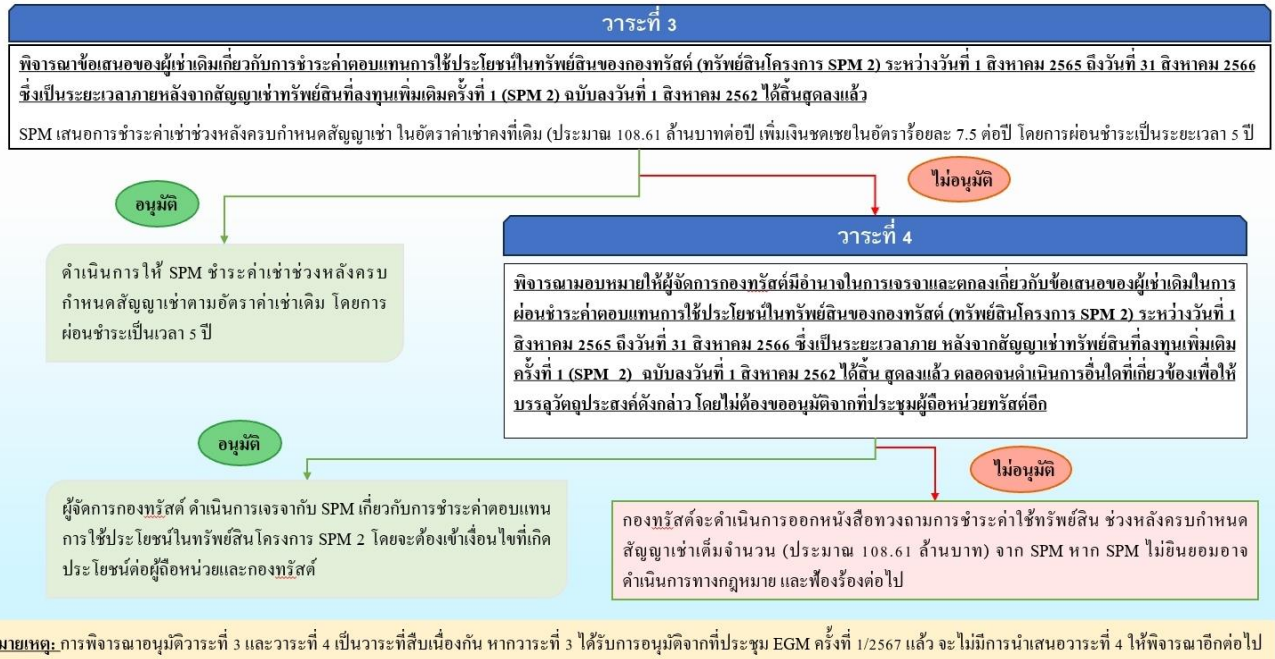 วาระที่ 3
พิจารณาข้อเสนอของผู้เช่าเดิมเกี่ยวกับการชำระค่าตอบแทนการใช้ประโยชน์ในทรัพย์สินของกองทรัสต์ (ทรัพย์สินโครงการ SPM 2) ระหว่างวันที่ 1 สิงหาคม 2565 ถึงวันที่ 31 สิงหาคม 2566
ซึ่งเป็นระยะเวลาภายหลังจากสัญญาเช่าทรัพย์สินที่ลงทุนเพิ่มเติมครั้งที่ 1 (SPM 2) ฉบับลงวันที่ 1 สิงหาคม 2562 ได้สิ้นสุดลงแล้ว
SPM เสนอการชำระค่าเช่าช่วงหลังครบกำหนดสัญญาเช่า ในอัตราค่าเช่าคงที่เดิม (ประมาณ 108.61 ล้านบาทต่อปี เพิ่มเงินชดเชยในอัตราร้อยละ 7.5 ต่อปี โดยการผ่อนชำระเป็นระยะเวลา 5 ปี
ไม่อนุมัติ
อนุมัติ
ดำเนินการให้ SPM ชำระค่าเช่าช่วงหลังครบ
กำหนดสัญญาเช่าตามอัตราค่าเช่าเดิม โดยการ
ผ่อนชำระเป็นเวลา 5 ปี
วาระที่ 4
พิจารณามอบหมายให้ผู้จัดการกองทรัสต์มีอำนาจในการเจรจาและตกลงเกี่ยวกับข้อเสนอของผู้เช่าเดิมในการ
ผ่อนชำระค่าตอบแทนการใช้ประโยชน์ในทรัพย์สินของกองทรัสต์ (ทรัพย์สินโครงการ SPM 2) ระหว่างวันที่ 1
สิงหาคม 2565 ถึงวันที่ 31 สิงหาคม 2566 ซึ่งเป็นระยะเวลาภาย หลังจากสัญญาเช่าทรัพย์สินที่ลงทุนเพิ่มเติม
ครั้งที่ 1 (SPM 2) ฉบับลงวันที่ 1 สิงหาคม 2562 ได้สิ้น สุดลงแล้ว ตลอดจนดำเนินการอื่นใดที่เกี่ยวข้องเพื่อให้
บรรลุวัตถุประสงค์ดังกล่าว โดยไม่ต้องขออนุมัติจากที่ประชุมผู้ถือหน่วยทรัสต์อีก
อนุมัติ
ไม่อนุมัติ
ผู้จัดการกองทรัสต์ ดำเนินการเจรจากับ SPM เกี่ยวกับการชำระค่าตอบแทน
การใช้ประโยชน์ในทรัพย์สินโครงการ SPM 2 โดยจะต้องเข้าเงื่อนไขที่เกิด
ประโยชน์ต่อผู้ถือหน่วยและกองทรัสต์
กองทรัสต์จะดำเนินการออกหนังสือทวงถามการชำระค่าใช้ทรัพย์สิน ช่วงหลังครบกำหนด
สัญญาเช่าเต็มจำนวน (ประมาณ 108.61 ล้านบาท) จาก SPM หาก SPM ไม่ยินยอมอาจ
ดำเนินการทางกฎหมาย และฟ้องร้องต่อไป
มายเหตุ: การพิจารณาอนุมัติวาระที่ 3 และวาระที่ 4 เป็นวาระที่สืบเนื่องกัน หากวาระที่ 3 ได้รับการอนุมัติจากที่ประชุม EGM ครั้งที่ 1/2567 แล้ว จะไม่มีการนำเสนอวาระที่ 4 ให้พิจารณาอีกต่อไป